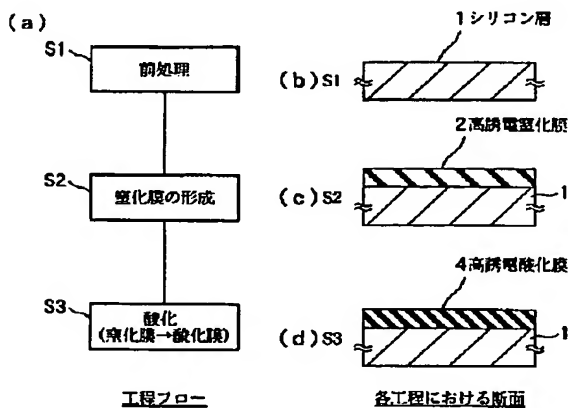 (a)
S1
前処理
S2
窒化膜の形成
S3
酸化
(窒化膜→酸化膜)
工程フロー
1シリコン層
(b) S1
2高誘電窒化膜
(c) S2
1
4高誘電酸化膜
(d) S3
1
各工程における断面